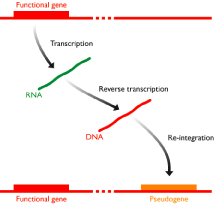 Functional gene
Transcription
RNA
Reverse transcription
DNA
Re-integration
Functional gene
Pseudogene